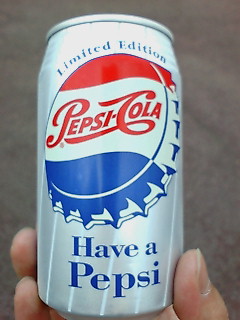 Limited Edition
PEPSI-COLA
Have a
Pepsi